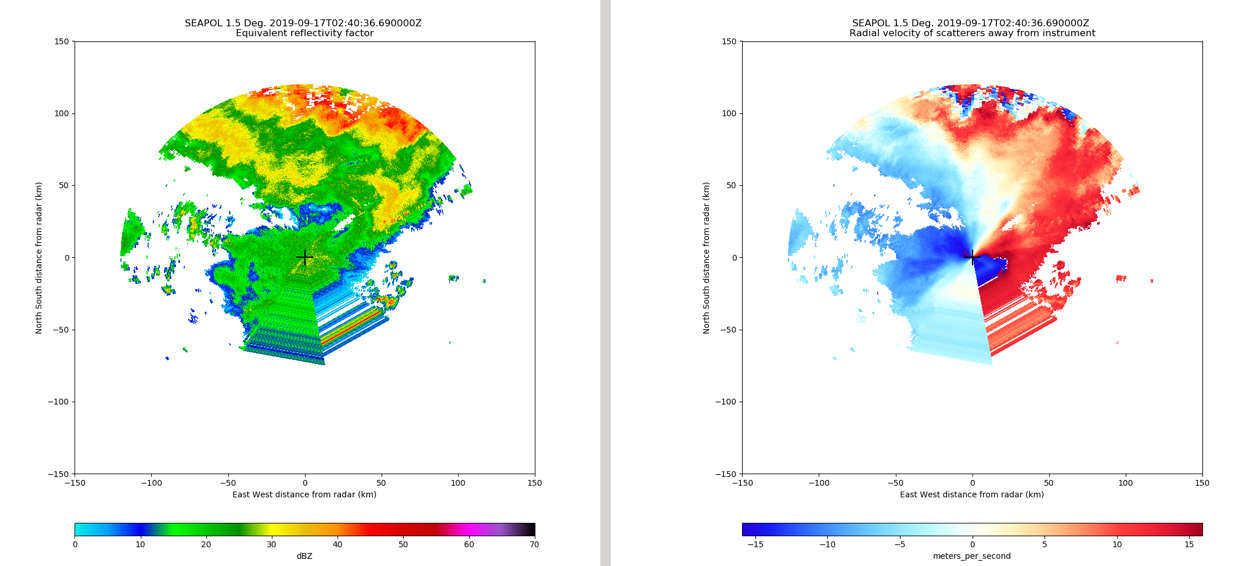 SEAPOL 1.5 Deg. 2019-09-17T02:40:36.690000Z
Equivalent reflectivity factor
150
100
50
0
−50
−100
−150
North South distance from radar (km)
−150 −100 −50 0 50 100 150
East West distance from radar (km)
0 10 20 30 40 50 60 70
dBZ
SEAPOL 1.5 Deg. 2019-09-17T02:40:36.690000Z
Radial velocity of scatterers away from instrument
150
100
50
0
−50
−100
−150
North South distance from radar (km)
−150 −100 −50 0 50 100 150
East West distance from radar (km)
−15 −10 −5 0 5 10 15
meters_per_second